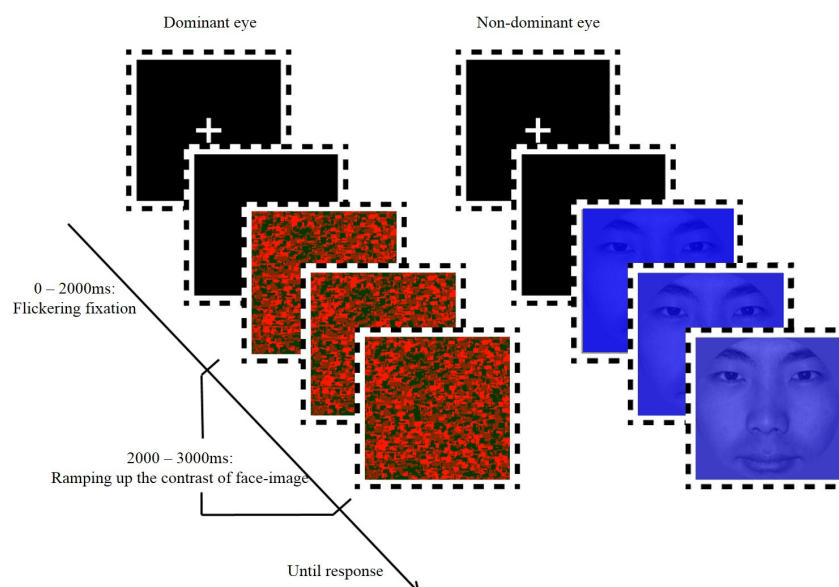 Dominant eye
Non-dominant eye
0 – 2000ms:
Flickering fixation
2000 – 3000ms:
Ramping up the contrast of face-image
Until response